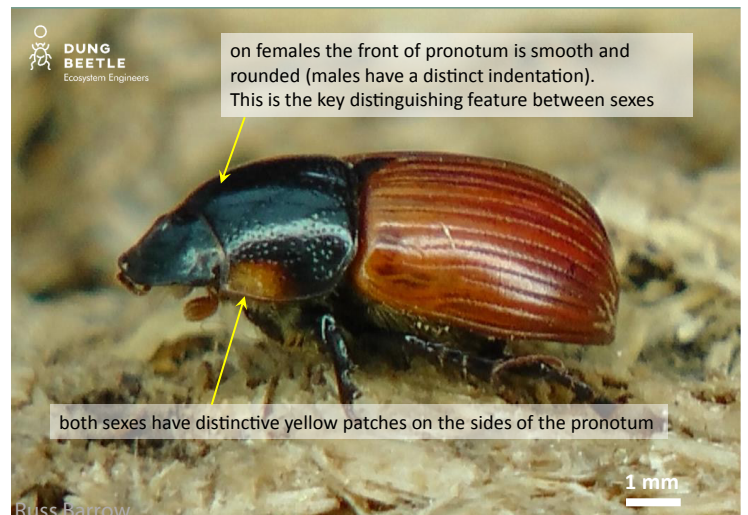 DUNG
BEETLE
Ecosystem Engineers
on females the front of pronotum is smooth and
rounded (males have a distinct indentation).
This is the key distinguishing feature between sexes
both sexes have distinctive yellow patches on the sides of the pronotum
1 mm
Russ Barrow